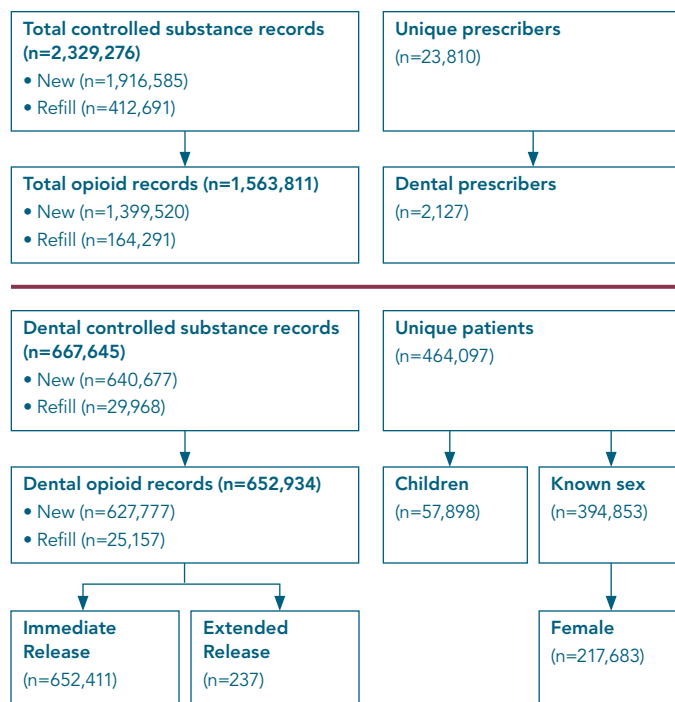 Total controlled substance records
(n=2,329,276)
• New (n=1,916,585)
• Refill (n=412,691)
Unique prescribers
(n=23,810)
Total opioid records (n=1,563,811)
• New (n=1,399,520)
• Refill (n=164,291)
Dental prescribers
(n=2,127)
Dental controlled substance records
(n=667,645)
• New (n=640,677)
• Refill (n=29,968)
Unique patients
(n=464,097)
Dental opioid records (n=652,934)
• New (n=627,777)
• Refill (n=25,157)
Children
(n=57,898)
Known sex
(n=394,853)
Immediate
Release
(n=652,411)
Extended
Release
(n=237)
Female
(n=217,683)